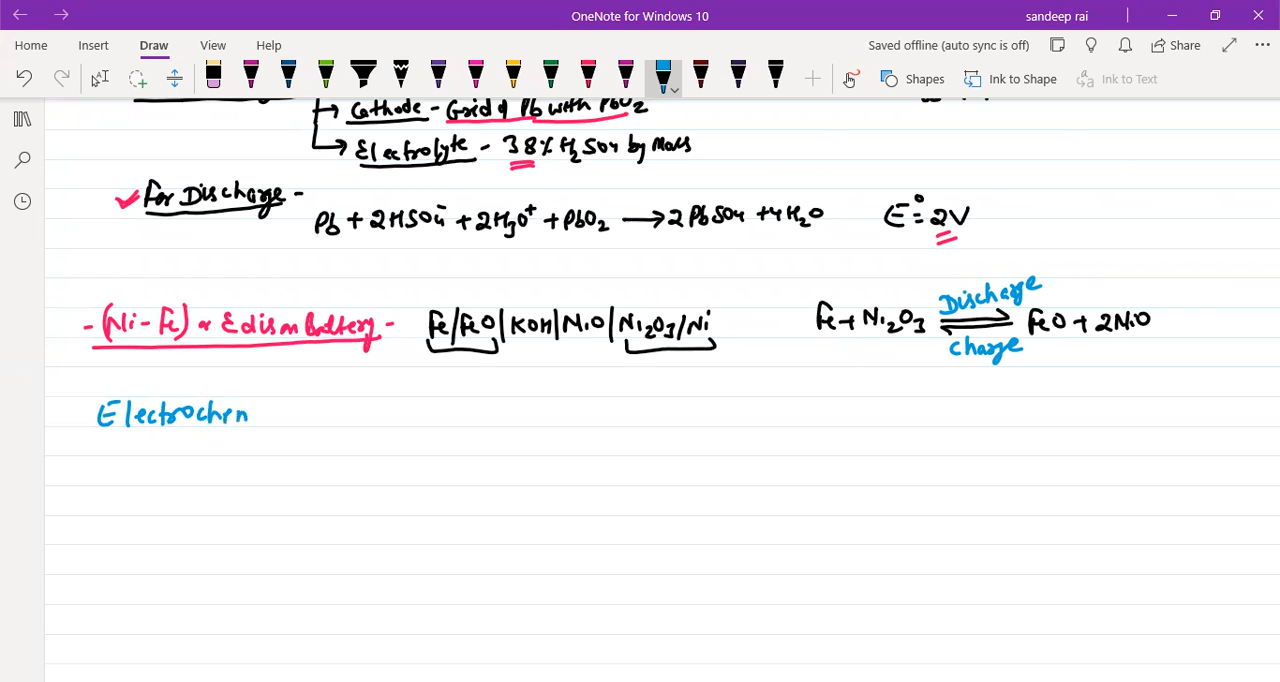 OneNote for Windows 10
sandeep rai
Home Insert Draw View Help
Saved offline (auto sync is off)
Share
Shapes
Ink to Shape
Ink to Text
Cathode - Grid of Pb with PbO2
Electrolyte - 38% H2SO4 by Mass
For Discharge -
Pb + 2HSO4⁻ + 2H3O⁺ + PbO2 → 2PbSO4 + 4H2O E° = 2V
- (Ni-Fe) or Edison Battery - Fe/FeO | KOH | NiO | Ni2O3/Ni
Fe + Ni2O3 ⇌ FeO + 2NiO
Discharge
Charge
Electrochem